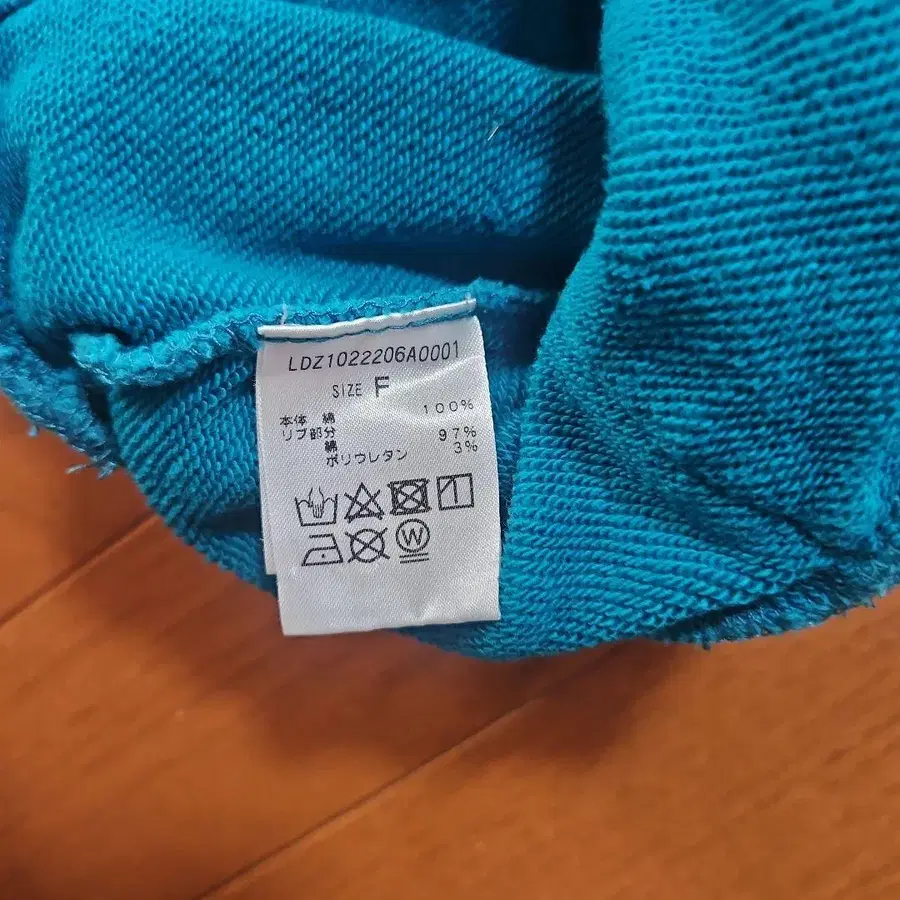 LDZ1022206A0001
SIZE F
本体 綿 100%
リブ部分
綿 97%
ポリウレタン 3%
W